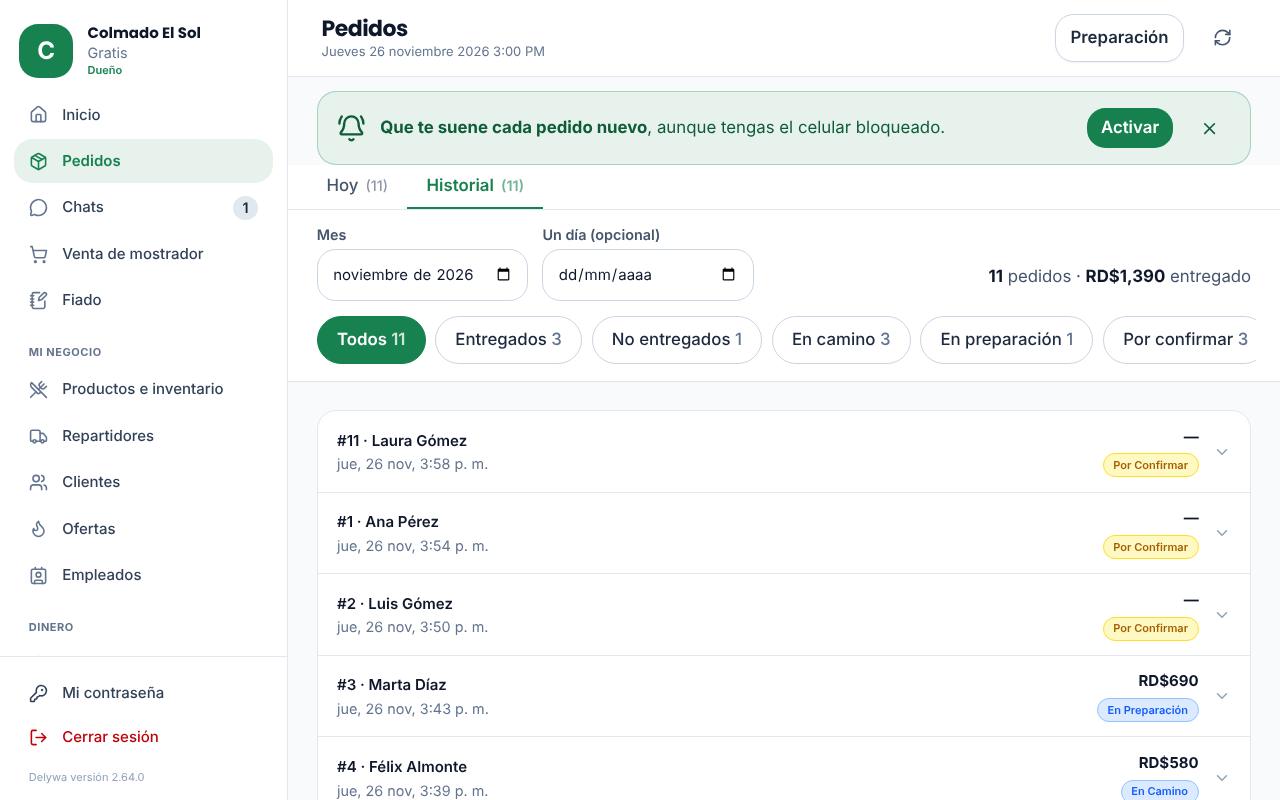 C
Colmado El Sol
Gratis
Dueño
Inicio
Pedidos
Chats 1
Venta de mostrador
Fiado
MI NEGOCIO
Productos e inventario
Repartidores
Clientes
Ofertas
Empleados
DINERO
Mi contraseña
Cerrar sesión
Delywa versión 2.64.0
Pedidos
Jueves 26 noviembre 2026 3:00 PM
Preparación
Que te suene cada pedido nuevo, aunque tengas el celular bloqueado.
Activar
Hoy (11) Historial (11)
Mes Un día (opcional)
noviembre de 2026 dd/mm/aaaa
11 pedidos · RD$1,390 entregado
Todos 11 Entregados 3 No entregados 1 En camino 3 En preparación 1 Por confirmar 3
#11 · Laura Gómez —
jue, 26 nov, 3:58 p. m. Por Confirmar
#1 · Ana Pérez —
jue, 26 nov, 3:54 p. m. Por Confirmar
#2 · Luis Gómez —
jue, 26 nov, 3:50 p. m. Por Confirmar
#3 · Marta Díaz RD$690
jue, 26 nov, 3:43 p. m. En Preparación
#4 · Félix Almonte RD$580
jue, 26 nov, 3:39 p. m. En Camino